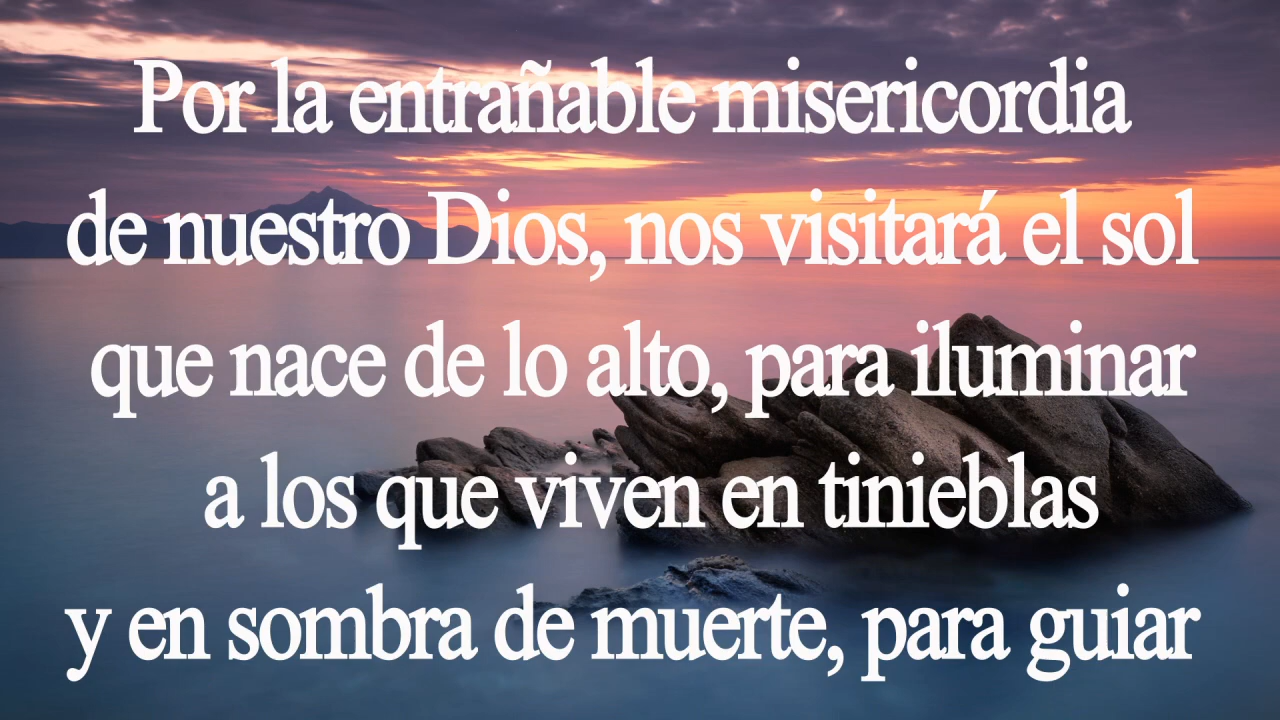 Por la entrañable misericordia
de nuestro Dios, nos visitará el sol
que nace de lo alto, para iluminar
a los que viven en tinieblas
y en sombra de muerte, para guiar